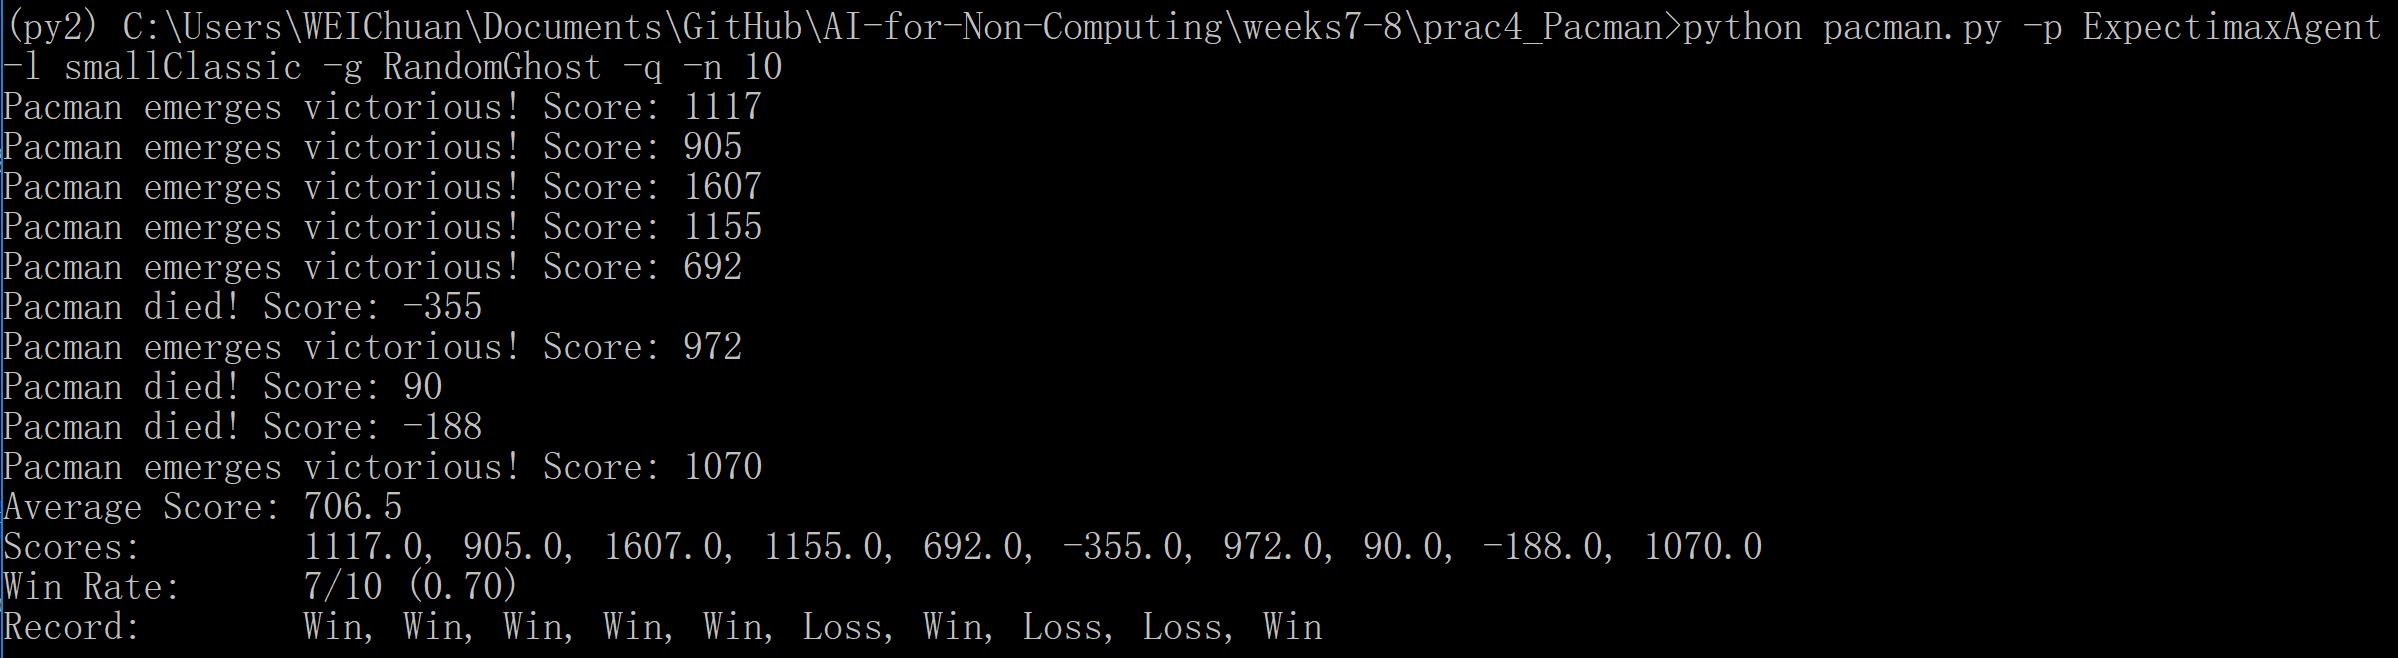 (py2) C:\Users\WEIChuan\Documents\GitHub\AI-for-Non-Computing\weeks7-8\prac4_Pacman>python pacman.py -p ExpectimaxAgent
-l smallClassic -g RandomGhost -q -n 10
Pacman emerges victorious! Score: 1117
Pacman emerges victorious! Score: 905
Pacman emerges victorious! Score: 1607
Pacman emerges victorious! Score: 1155
Pacman emerges victorious! Score: 692
Pacman died! Score: -355
Pacman emerges victorious! Score: 972
Pacman died! Score: 90
Pacman died! Score: -188
Pacman emerges victorious! Score: 1070
Average Score: 706.5
Scores:        1117.0, 905.0, 1607.0, 1155.0, 692.0, -355.0, 972.0, 90.0, -188.0, 1070.0
Win Rate:      7/10 (0.70)
Record:        Win, Win, Win, Win, Win, Loss, Win, Loss, Loss, Win